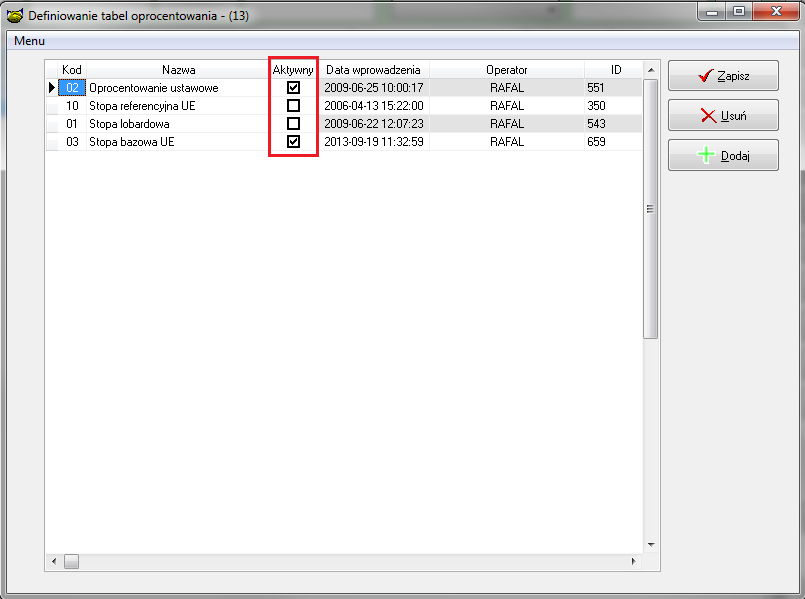 Definiowanie tabel oprocentowania - (13)
Menu
Kod Nazwa Aktywny Data wprowadzenia Operator ID
02 Oprocentowanie ustawowe 2009-06-25 10:00:17 RAFAL 551
10 Stopa referencyjna UE 2006-04-13 15:22:00 RAFAL 350
01 Stopa lobardowa 2009-06-22 12:07:23 RAFAL 543
03 Stopa bazowa UE 2013-09-19 11:32:59 RAFAL 659
Zapisz
Usuń
Dodaj